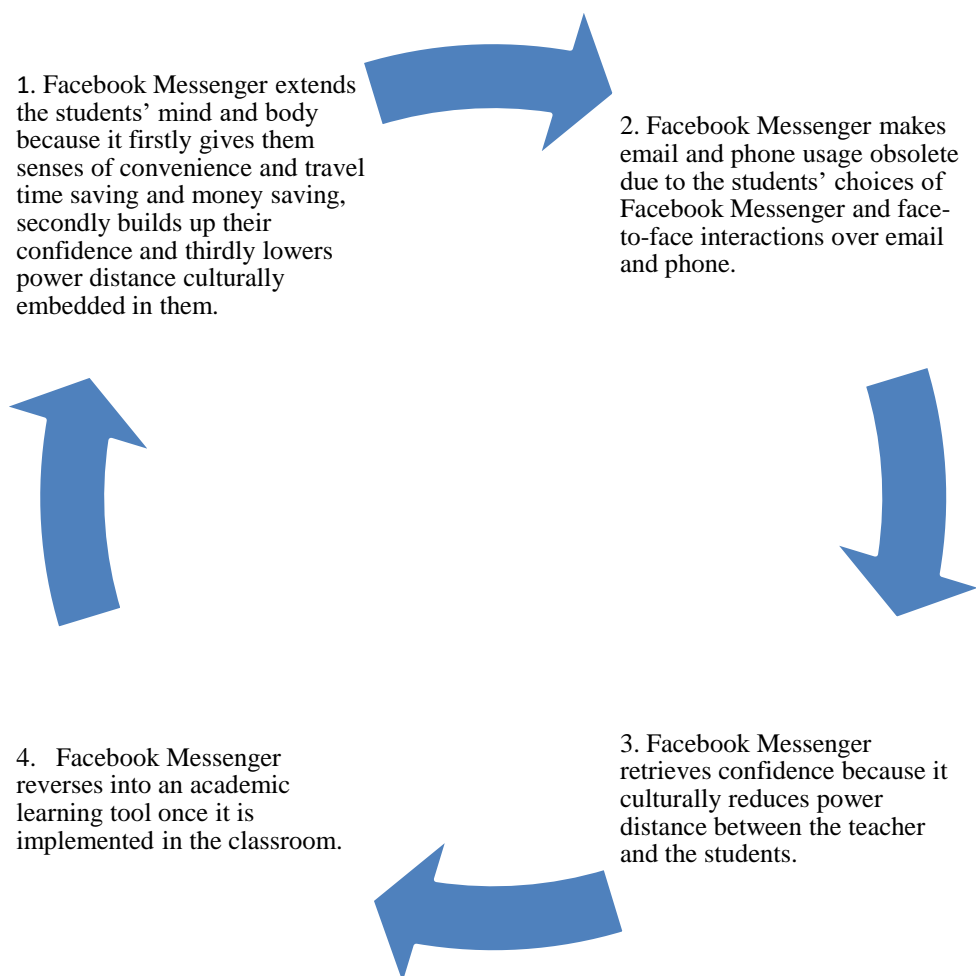 1. Facebook Messenger extends
the students’ mind and body
because it firstly gives them
senses of convenience and travel
time saving and money saving,
secondly builds up their
confidence and thirdly lowers
power distance culturally
embedded in them.
2. Facebook Messenger makes
email and phone usage obsolete
due to the students’ choices of
Facebook Messenger and face-
to-face interactions over email
and phone.
3. Facebook Messenger
retrieves confidence because it
culturally reduces power
distance between the teacher
and the students.
4. Facebook Messenger
reverses into an academic
learning tool once it is
implemented in the classroom.